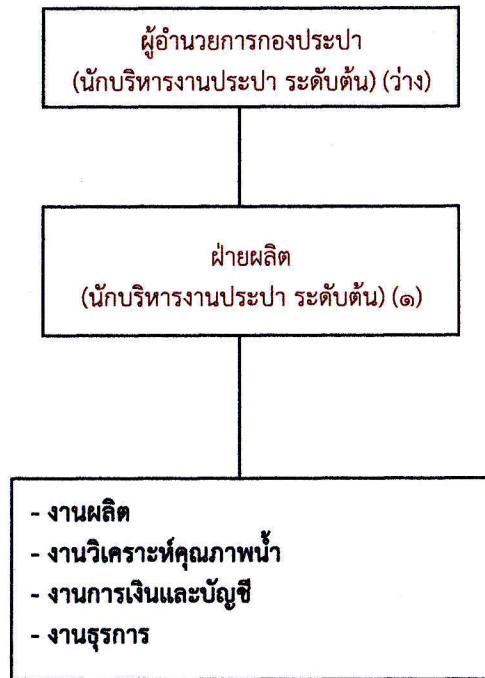 ผู้อำนวยการกองประปา
(นักบริหารงานประปา ระดับต้น) (ว่าง)
ฝ่ายผลิต
(นักบริหารงานประปา ระดับต้น) (๑)
- งานผลิต
- งานวิเคราะห์คุณภาพน้ำ
- งานการเงินและบัญชี
- งานธุรการ